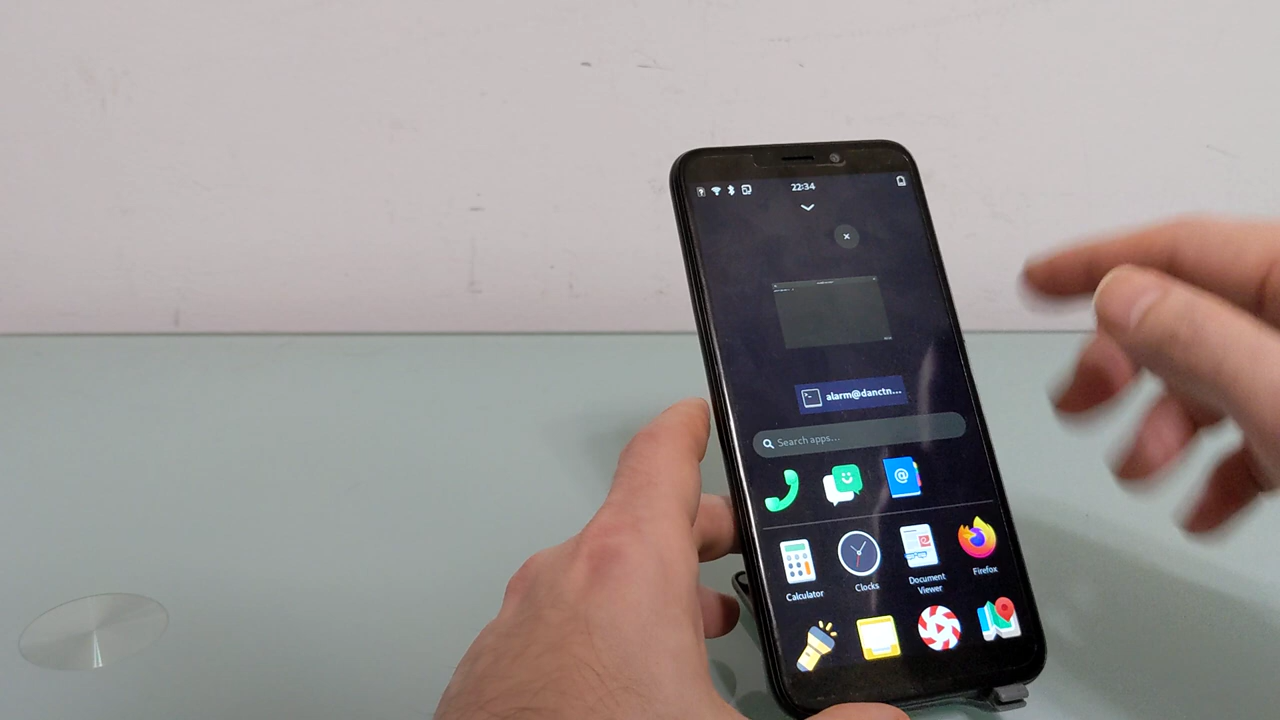 22:34
alarm@danctn...
Search apps...
@
Calculator
Clocks
Document
Viewer
Firefox